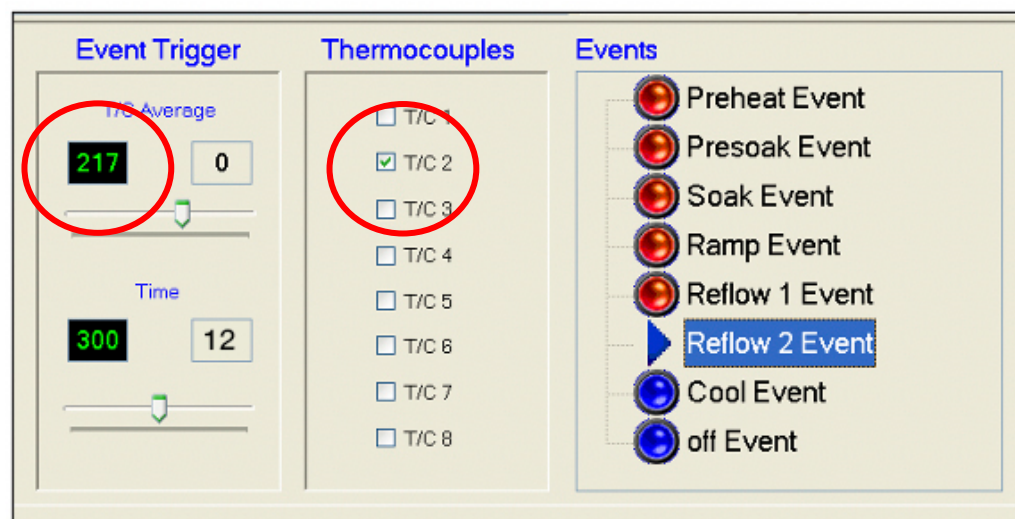 Event Trigger
T/C Average
217 0
Time
300 12
Thermocouples
T/C 1
T/C 2
T/C 3
T/C 4
T/C 5
T/C 6
T/C 7
T/C 8
Events
Preheat Event
Presoak Event
Soak Event
Ramp Event
Reflow 1 Event
Reflow 2 Event
Cool Event
off Event